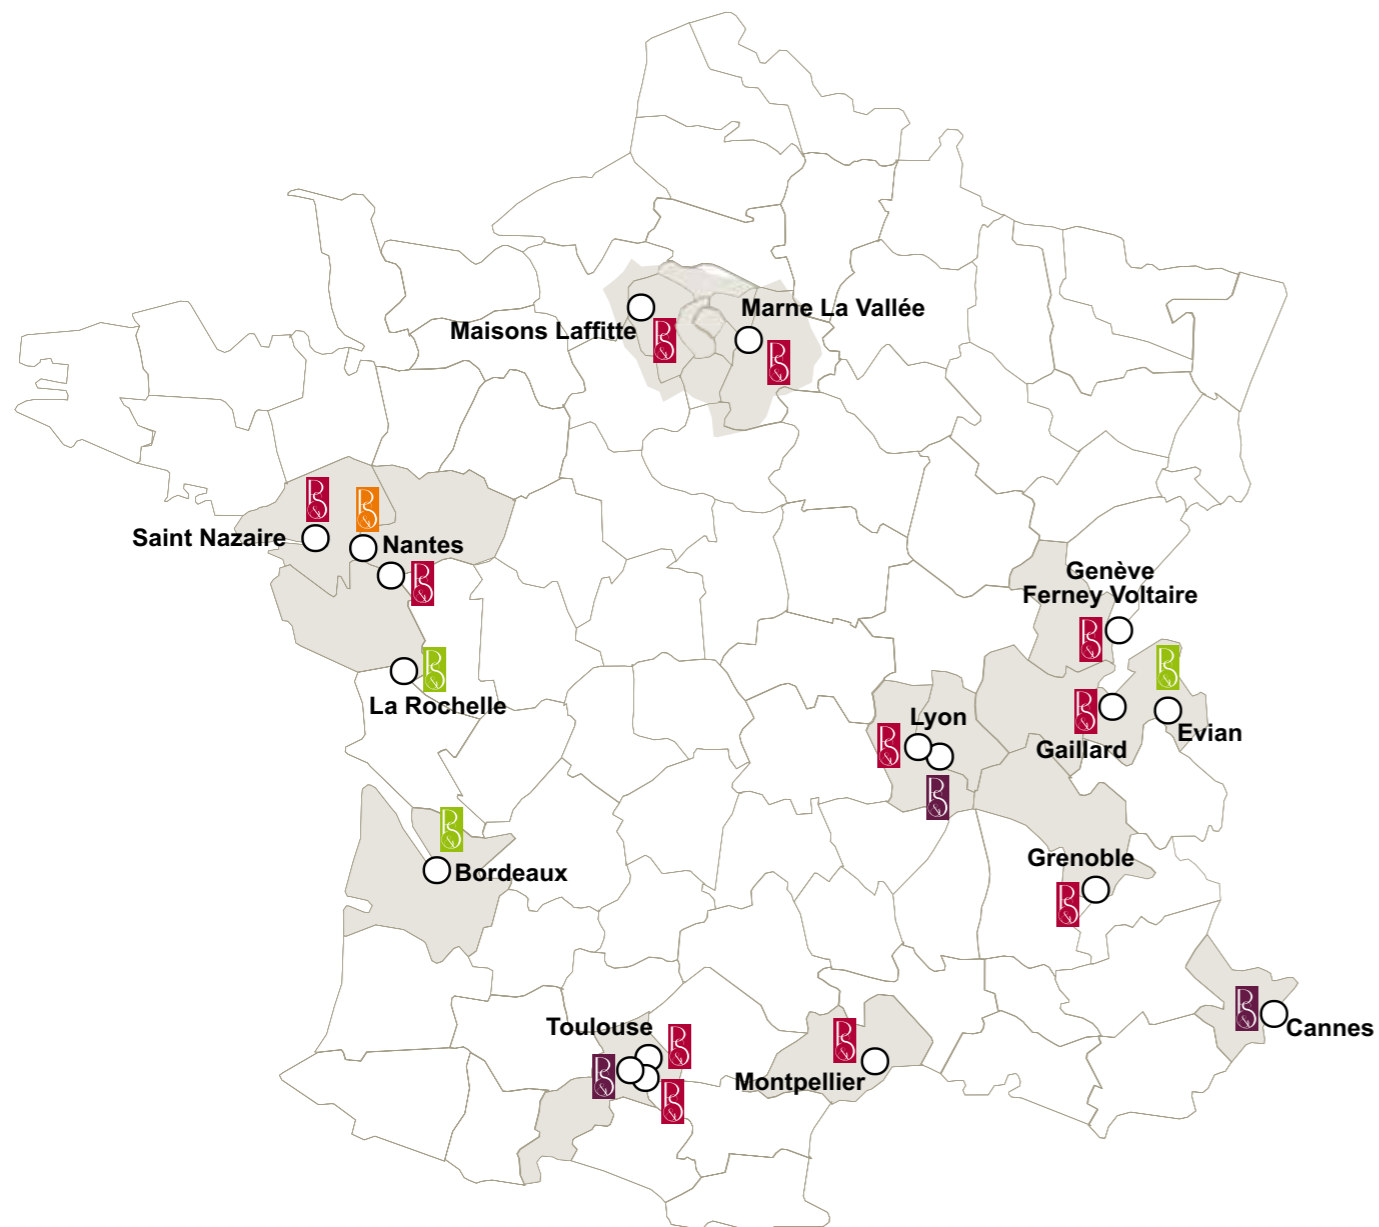 Marne La Vallée
Maisons Laffitte
Saint Nazaire
Nantes
Genève
Ferney Voltaire
La Rochelle
Lyon
Evian
Gaillard
Grenoble
Bordeaux
Toulouse
Cannes
Montpellier